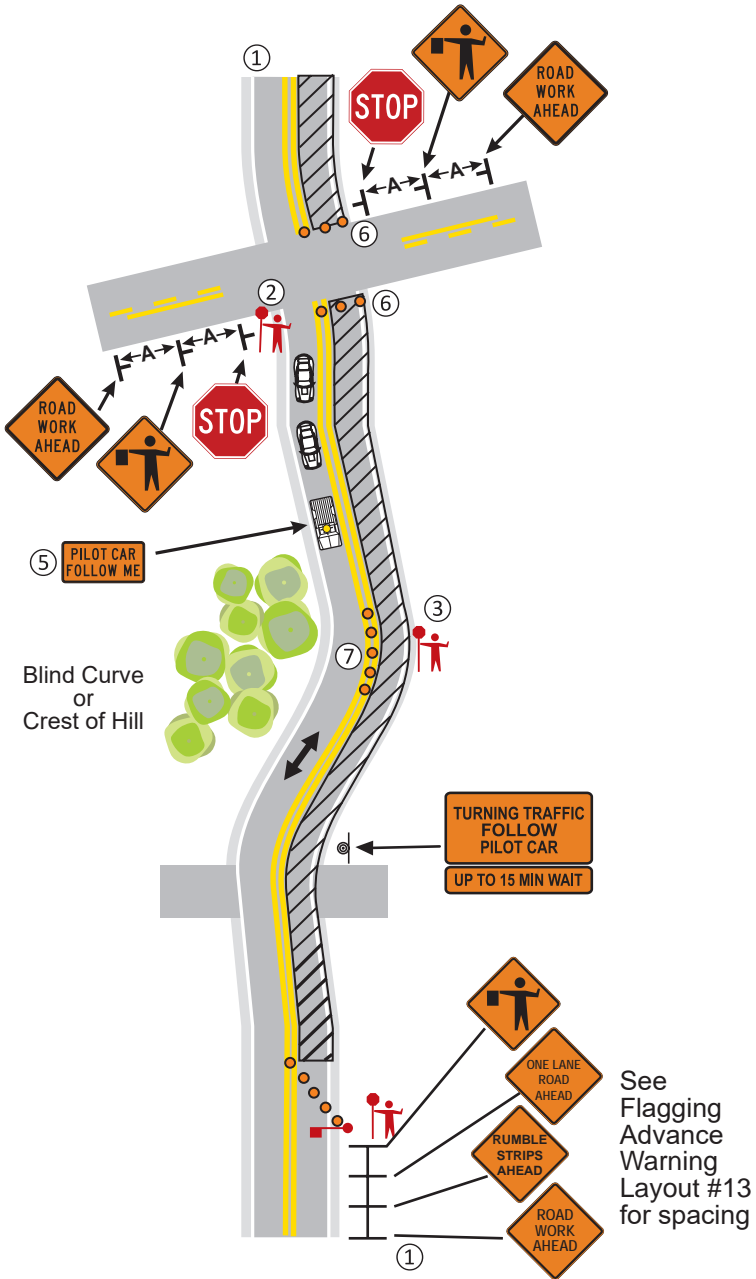 ①
STOP
ROAD
WORK
AHEAD
A
A
⑥
②
⑥
A
A
ROAD
WORK
AHEAD
STOP
⑤
PILOT CAR
FOLLOW ME
③
⑦
Blind Curve
or
Crest of Hill
TURNING TRAFFIC
FOLLOW
PILOT CAR
UP TO 15 MIN WAIT
ONE LANE
ROAD
AHEAD
RUMBLE
STRIPS
AHEAD
ROAD
WORK
AHEAD
See
Flagging
Advance
Warning
Layout #13
for spacing
①